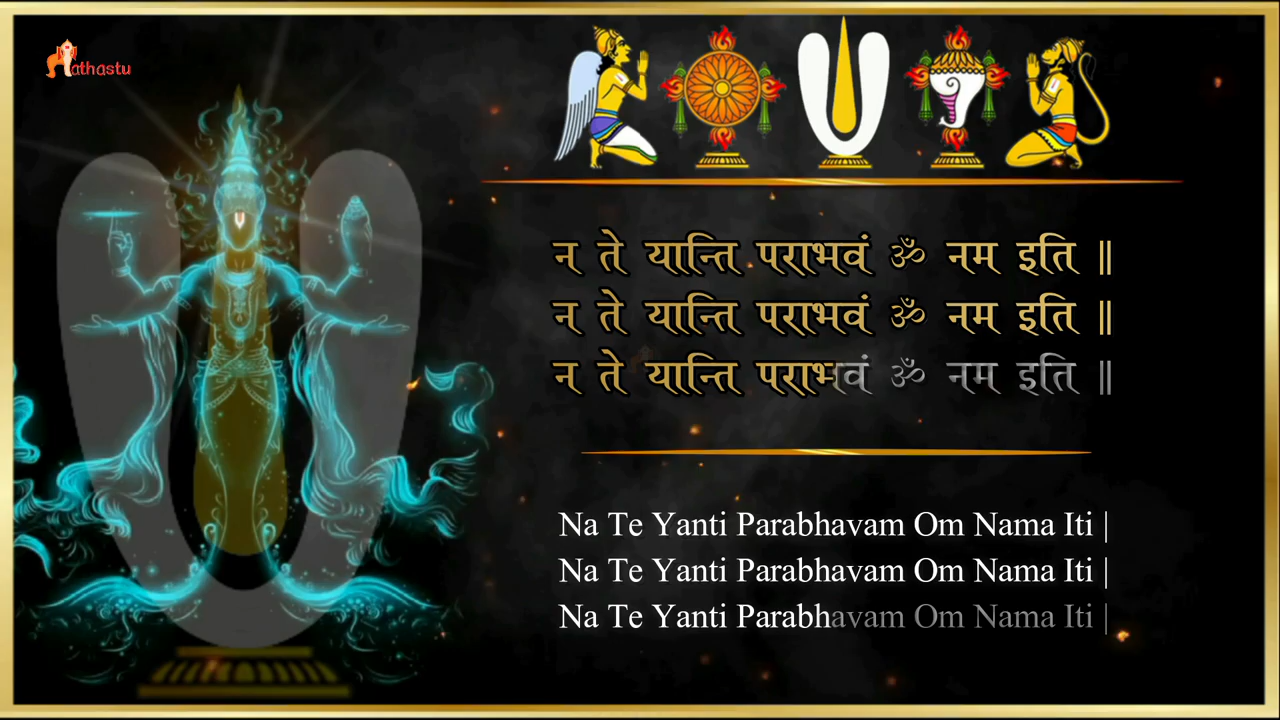 athastu
न ते यान्ति पराभवं ॐ नम इति ॥
न ते यान्ति पराभवं ॐ नम इति ॥
न ते यान्ति पराभवं ॐ नम इति ॥
Na Te Yanti Parabhavam Om Nama Iti |
Na Te Yanti Parabhavam Om Nama Iti |
Na Te Yanti Parabhavam Om Nama Iti |